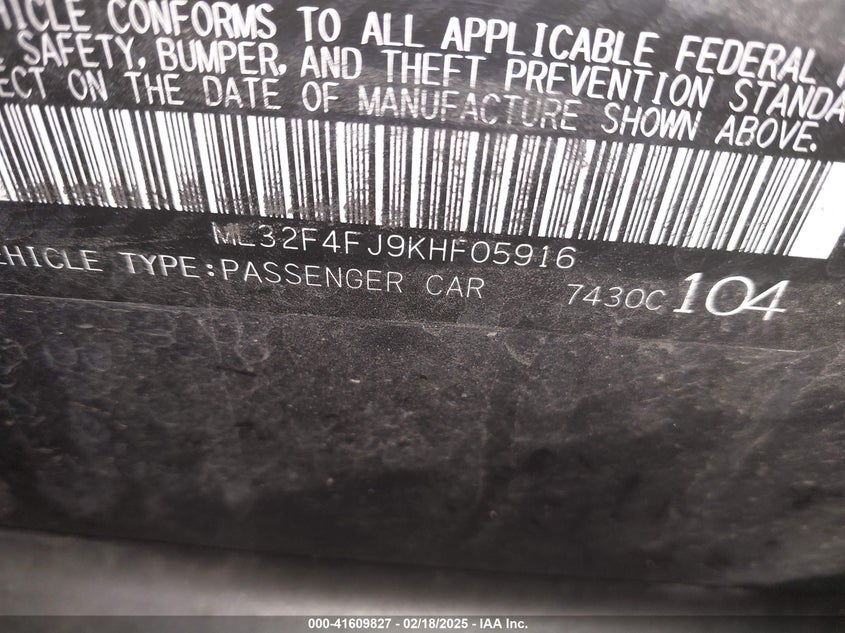 HICLE CONFORMS TO ALL APPLICABLE FEDERAL
SAFETY, BUMPER, AND THEFT PREVENTION STANDA
ECT ON THE DATE OF MANUFACTURE SHOWN ABOVE.
ML32F4FJ9KHF05916
EHICLE TYPE:PASSENGER CAR 7430C 104
000-41609827 - 02/18/2025 - IAA Inc.